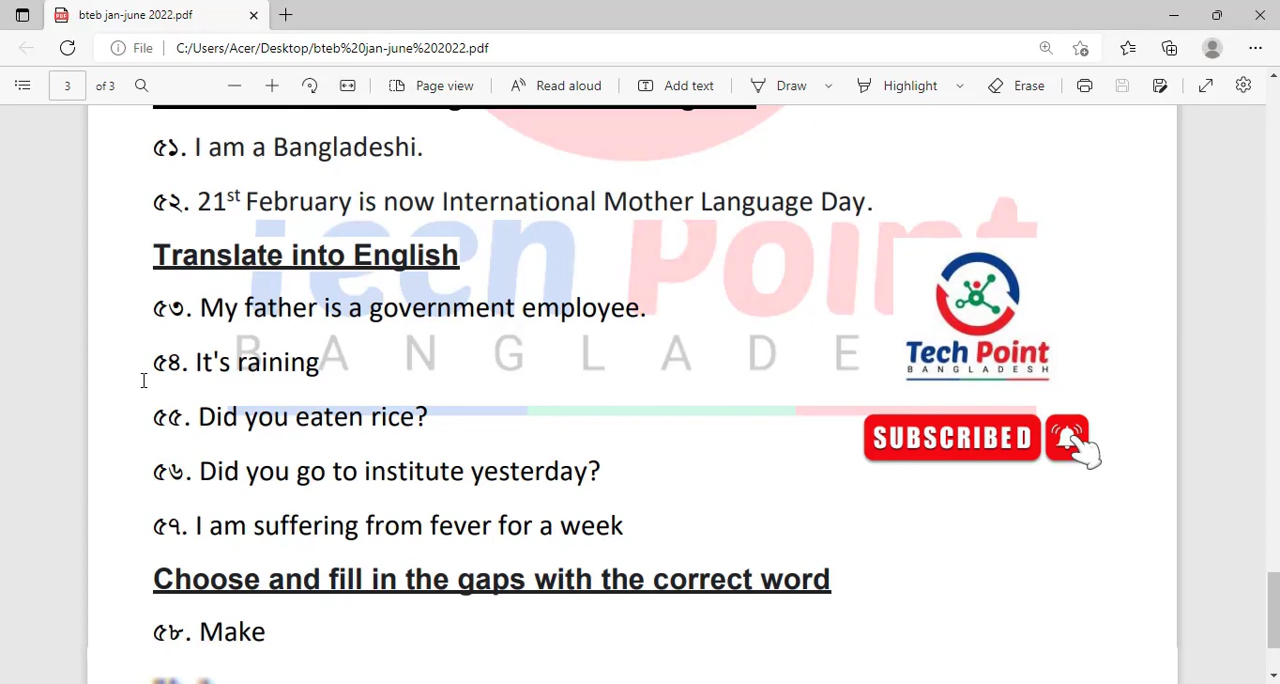 bteb jan-june 2022.pdf
File C:/Users/Acer/Desktop/bteb%20jan-june%202022.pdf
3 of 3 Page view Read aloud Add text Draw Highlight Erase
৫১. I am a Bangladeshi.
৫২. 21st February is now International Mother Language Day.
Translate into English
৫৩. My father is a government employee.
৫৪. It's raining
৫৫. Did you eaten rice?
৫৬. Did you go to institute yesterday?
৫৭. I am suffering from fever for a week
Choose and fill in the gaps with the correct word
৫৮. Make
Tech Point
BANGLADE
Tech Point
BANGLADESH
SUBSCRIBED